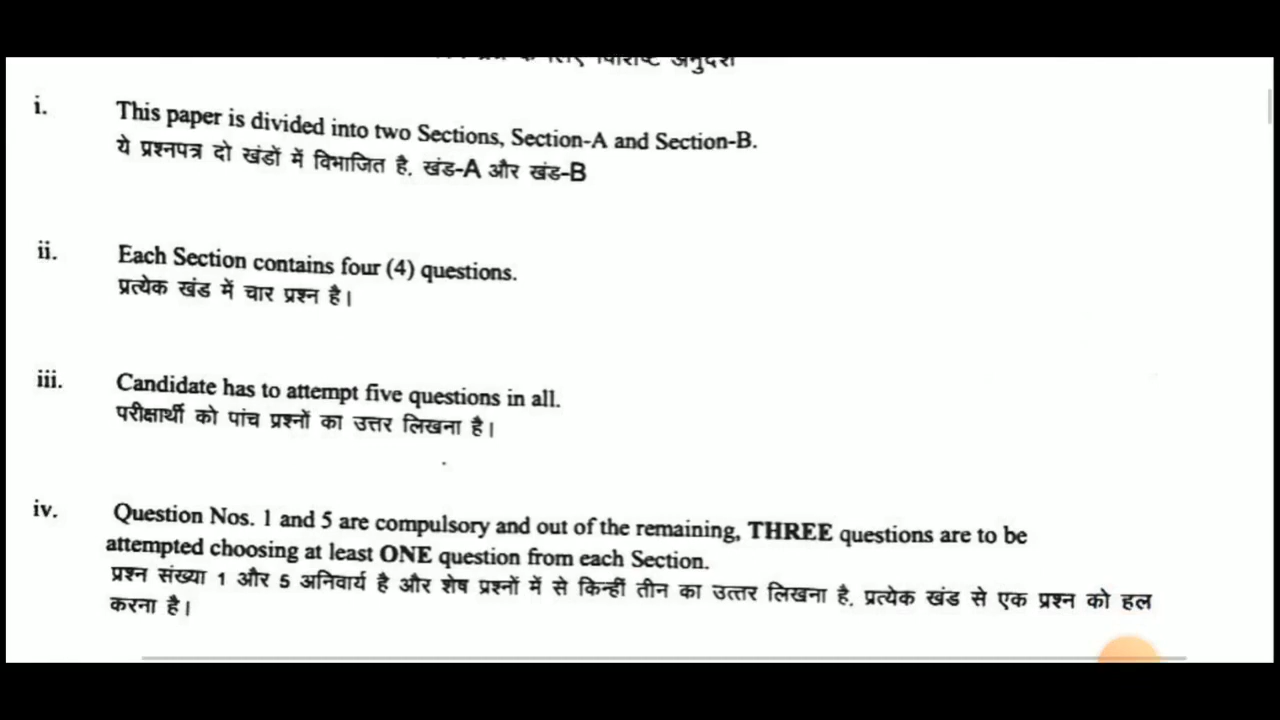 के लिए विशिष्ट अनुदेश
i. This paper is divided into two Sections, Section-A and Section-B.
ये प्रश्नपत्र दो खंडों में विभाजित है. खंड-A और खंड-B
ii. Each Section contains four (4) questions.
प्रत्येक खंड में चार प्रश्न है।
iii. Candidate has to attempt five questions in all.
परीक्षार्थी को पांच प्रश्नों का उत्तर लिखना है।
iv. Question Nos. 1 and 5 are compulsory and out of the remaining, THREE questions are to be
attempted choosing at least ONE question from each Section.
प्रश्न संख्या 1 और 5 अनिवार्य है और शेष प्रश्नों में से किन्हीं तीन का उत्तर लिखना है. प्रत्येक खंड से एक प्रश्न को हल
करना है।